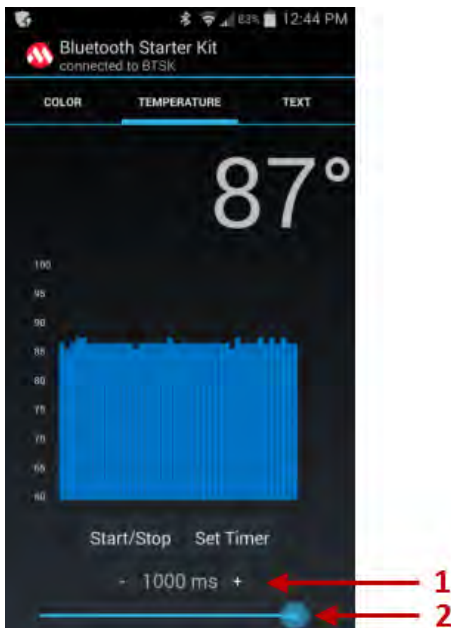 83% 12:44 PM
Bluetooth Starter Kit
connected to BTSK
COLOR TEMPERATURE TEXT
87°
100
95
90
85
80
75
70
65
60
Start/Stop Set Timer
- 1000 ms + 1
2